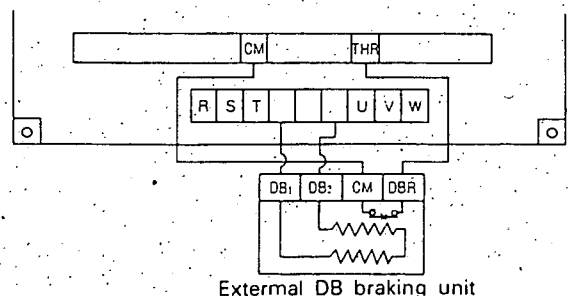 CM THR
R S T U V W
DB₁ DB₂ CM DBR
Extermal DB braking unit